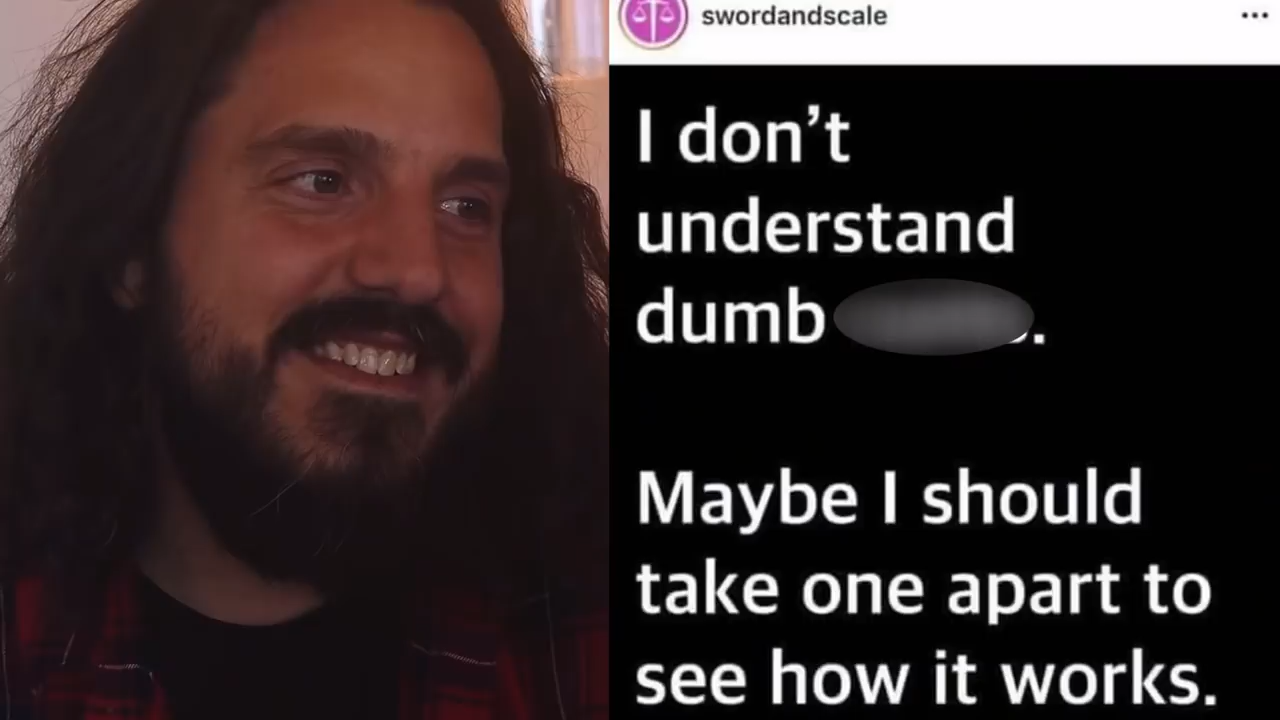 swordandscale
I don't
understand
dumb .
Maybe I should
take one apart to
see how it works.